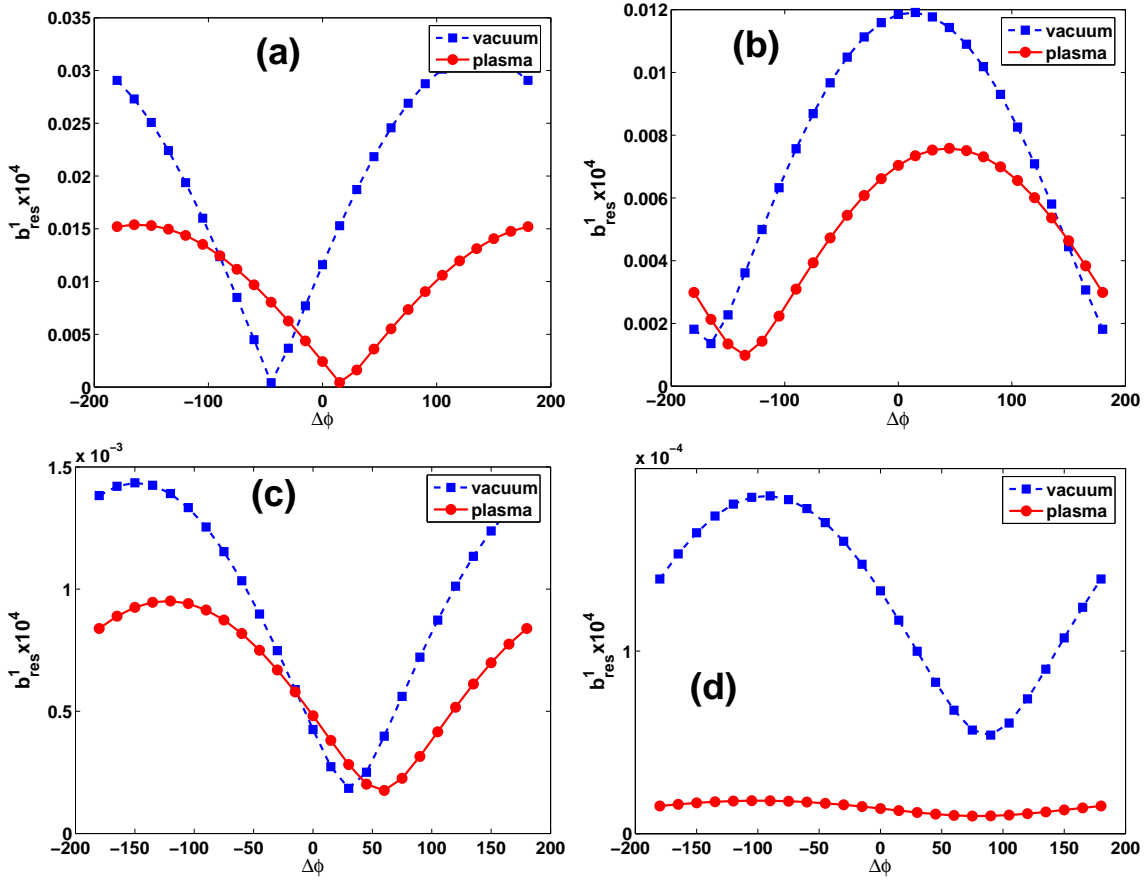 (a)
vacuum
plasma
0.035
0.03
0.025
0.02
0.015
0.01
0.005
0
b¹res x10⁴
−200 −100 0 100 200
Δϕ
(b)
vacuum
plasma
0.012
0.01
0.008
0.006
0.004
0.002
0
b¹res x10⁴
−200 −100 0 100 200
Δϕ
(c)
vacuum
plasma
x 10⁻³
1.5
1
0.5
0
b¹res x10⁴
−200 −150 −100 −50 0 50 100 150 200
Δϕ
(d)
vacuum
plasma
x 10⁻⁴
1
0
b¹res x10⁴
−200 −150 −100 −50 0 50 100 150 200
Δϕ